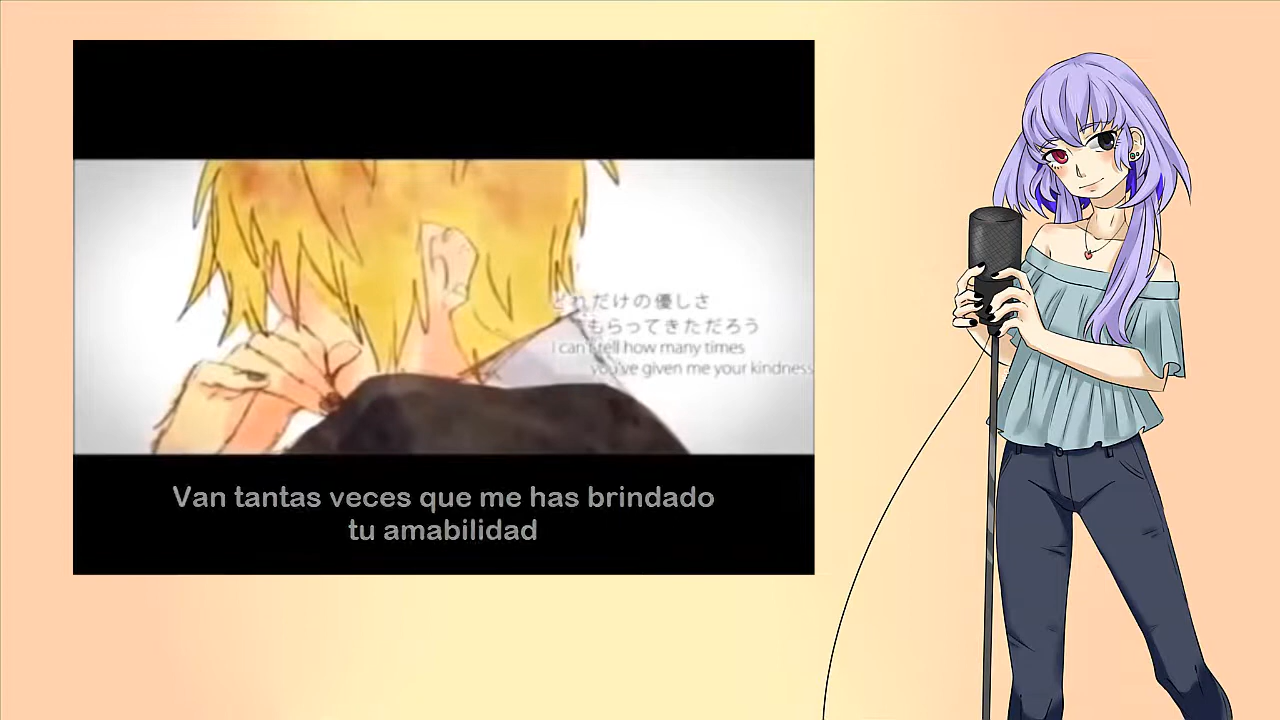 どれだけの優しさ
もらってきただろう
I can't tell how many times
you've given me your kindness
Van tantas veces que me has brindado
tu amabilidad